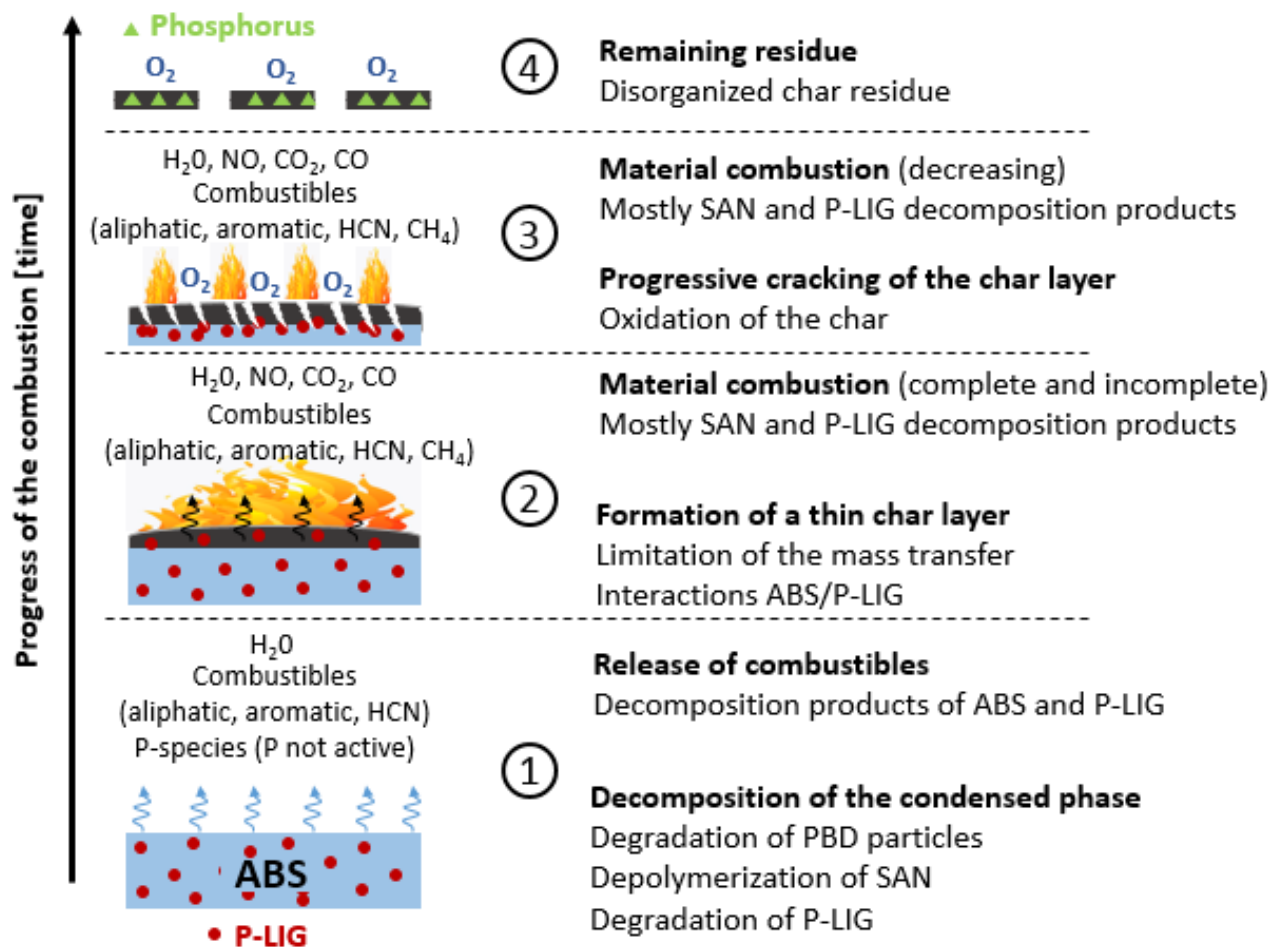 Progress of the combustion [time]
▲ Phosphorus
O₂
O₂
O₂
4
Remaining residue
Disorganized char residue
H₂0, NO, CO₂, CO
Combustibles
(aliphatic, aromatic, HCN, CH₄)
O₂
O₂
O₂
3
Material combustion (decreasing)
Mostly SAN and P-LIG decomposition products
Progressive cracking of the char layer
Oxidation of the char
H₂0, NO, CO₂, CO
Combustibles
(aliphatic, aromatic, HCN, CH₄)
2
Material combustion (complete and incomplete)
Mostly SAN and P-LIG decomposition products
Formation of a thin char layer
Limitation of the mass transfer
Interactions ABS/P-LIG
H₂0
Combustibles
(aliphatic, aromatic, HCN)
P-species (P not active)
ABS
• P-LIG
1
Release of combustibles
Decomposition products of ABS and P-LIG
Decomposition of the condensed phase
Degradation of PBD particles
Depolymerization of SAN
Degradation of P-LIG